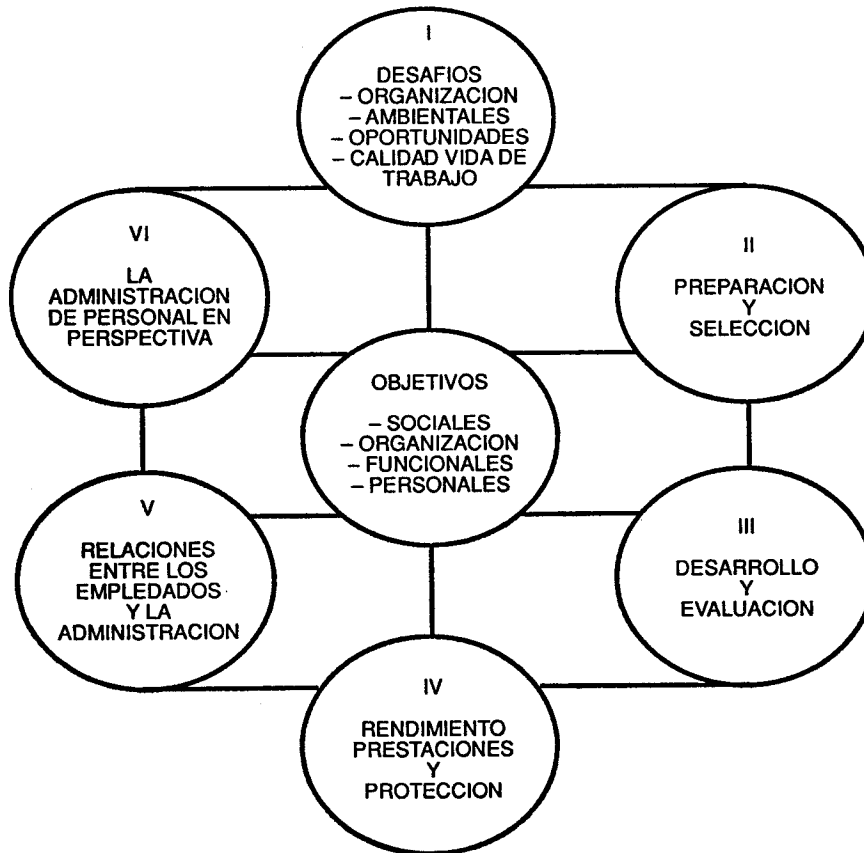 I
DESAFIOS
– ORGANIZACION
– AMBIENTALES
– OPORTUNIDADES
– CALIDAD VIDA DE
TRABAJO
II
PREPARACION
Y
SELECCION
III
DESARROLLO
Y
EVALUACION
IV
RENDIMIENTO
PRESTACIONES
Y
PROTECCION
V
RELACIONES
ENTRE LOS
EMPLEDADOS
Y LA
ADMINISTRACION
VI
LA
ADMINISTRACION
DE PERSONAL EN
PERSPECTIVA
OBJETIVOS
– SOCIALES
– ORGANIZACION
– FUNCIONALES
– PERSONALES